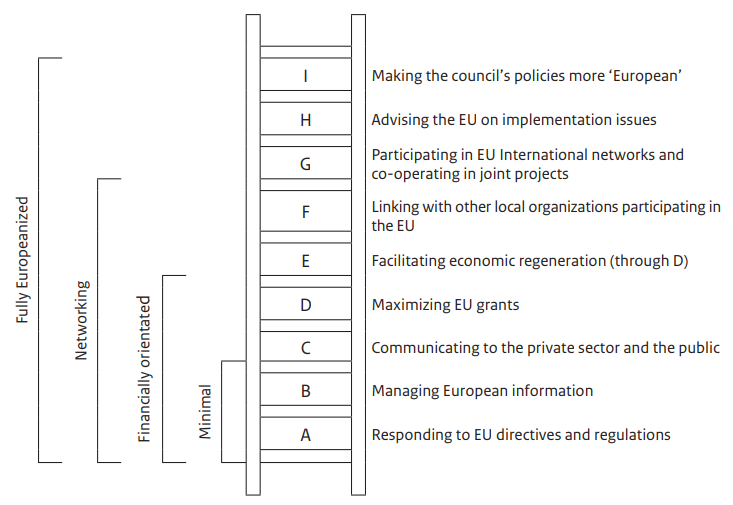 I Making the council’s policies more ‘European’
H Advising the EU on implementation issues
G Participating in EU International networks and
co-operating in joint projects
F Linking with other local organizations participating in
the EU
E Facilitating economic regeneration (through D)
D Maximizing EU grants
C Communicating to the private sector and the public
B Managing European information
A Responding to EU directives and regulations
Fully Europeanized
Networking
Financially orientated
Minimal